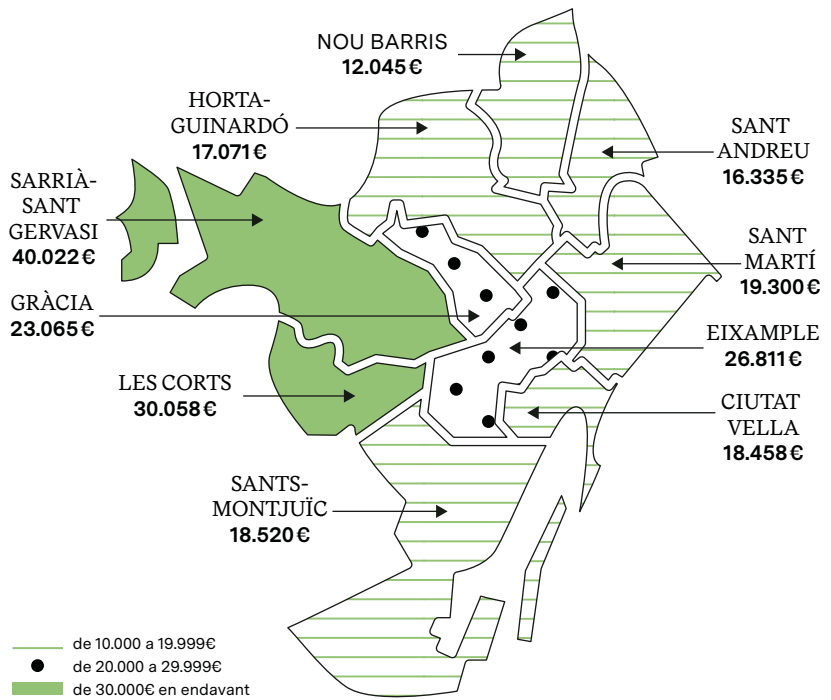 NOU BARRIS
12.045 €
HORTA-
GUINARDÓ
17.071 €
SANT
ANDREU
16.335 €
SARRIÀ-
SANT
GERVASI
40.022 €
SANT
MARTÍ
19.300 €
GRÀCIA
23.065 €
EIXAMPLE
26.811 €
LES CORTS
30.058 €
CIUTAT
VELLA
18.458 €
SANTS-
MONTJUÏC
18.520 €
de 10.000 a 19.999€
de 20.000 a 29.999€
de 30.000€ en endavant